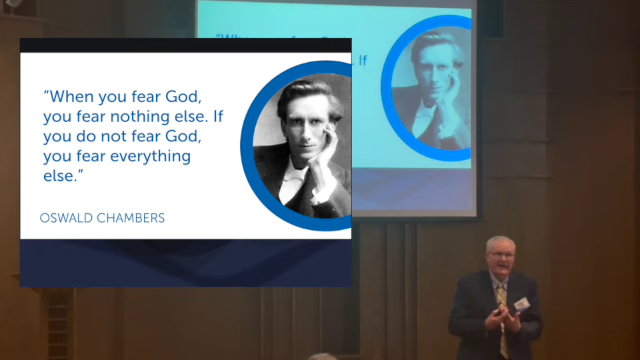 “When you fear God,
you fear nothing else. If
you do not fear God,
you fear everything
else.”
OSWALD CHAMBERS
If